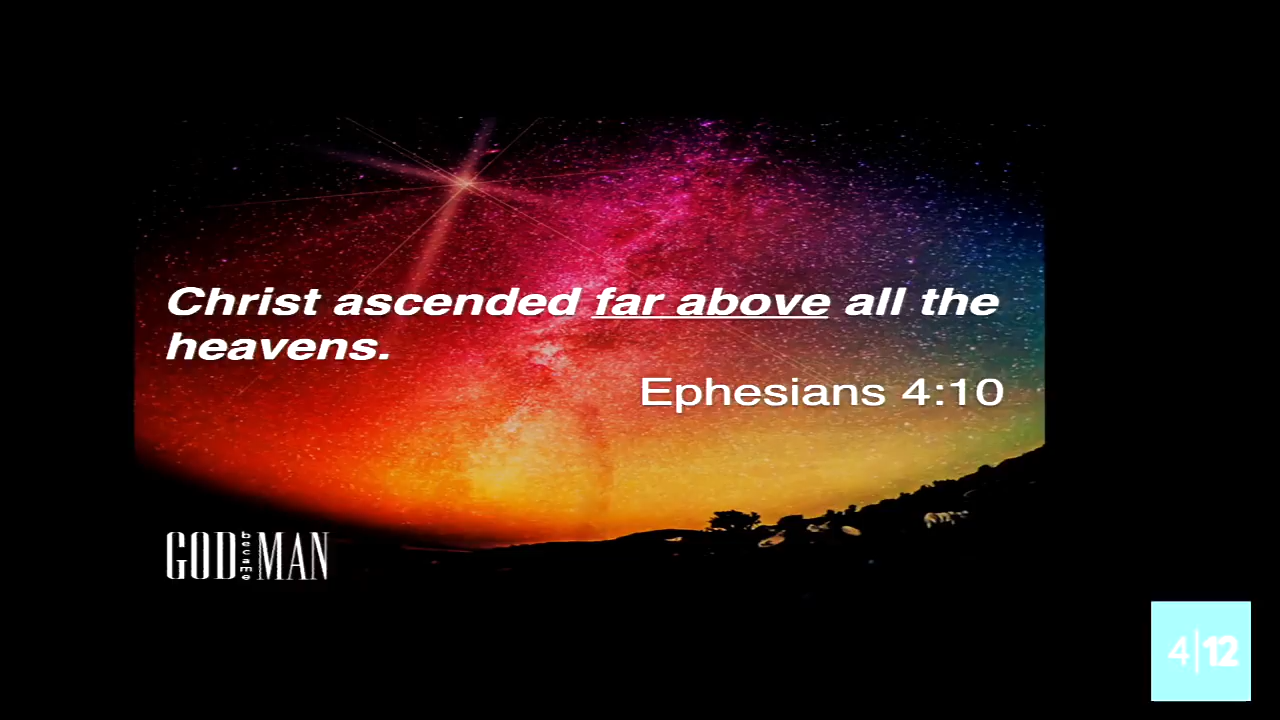 Christ ascended far above all the
heavens.
Ephesians 4:10
GOD became MAN
4|12